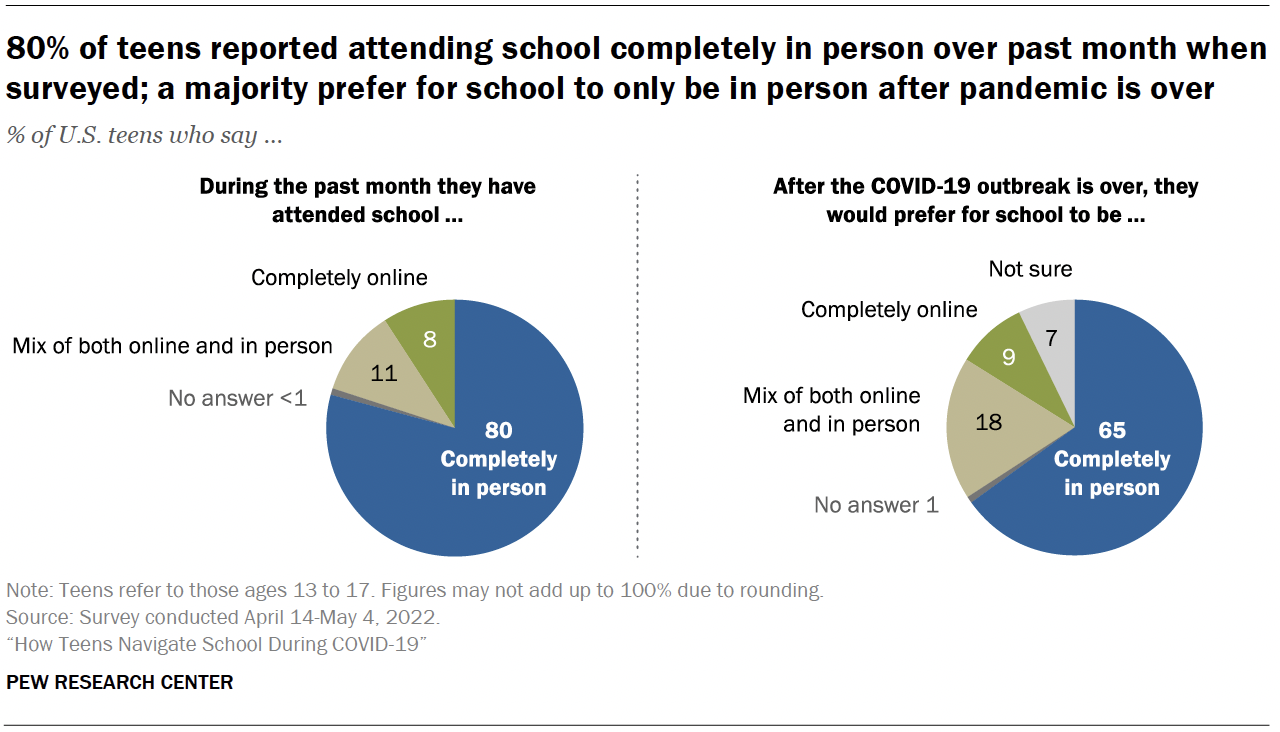 80% of teens reported attending school completely in person over past month when
surveyed; a majority prefer for school to only be in person after pandemic is over
% of U.S. teens who say ...
During the past month they have
attended school ...
Completely online
8
Mix of both online and in person
11
No answer <1
80
Completely
in person
After the COVID-19 outbreak is over, they
would prefer for school to be ...
Not sure
7
Completely online
9
Mix of both online
and in person
18
No answer 1
65
Completely
in person
Note: Teens refer to those ages 13 to 17. Figures may not add up to 100% due to rounding.
Source: Survey conducted April 14-May 4, 2022.
“How Teens Navigate School During COVID-19”
PEW RESEARCH CENTER